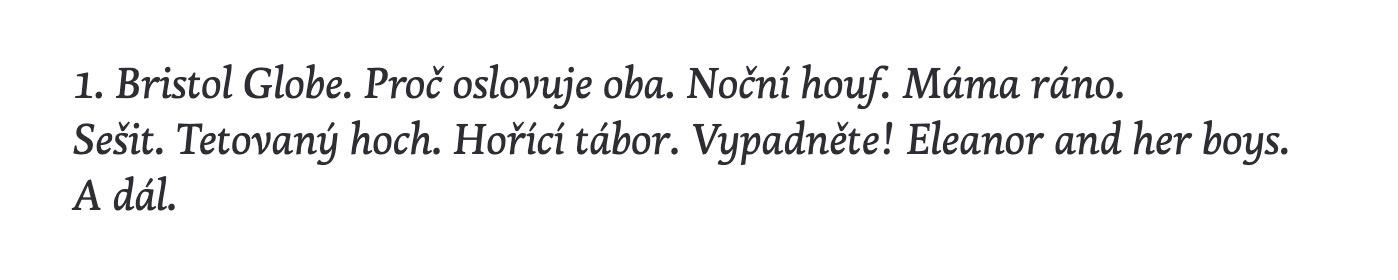 1. Bristol Globe. Proč oslovuje oba. Noční houf. Máma ráno.
Sešit. Tetovaný hoch. Hořící tábor. Vypadněte! Eleanor and her boys.
A dál.